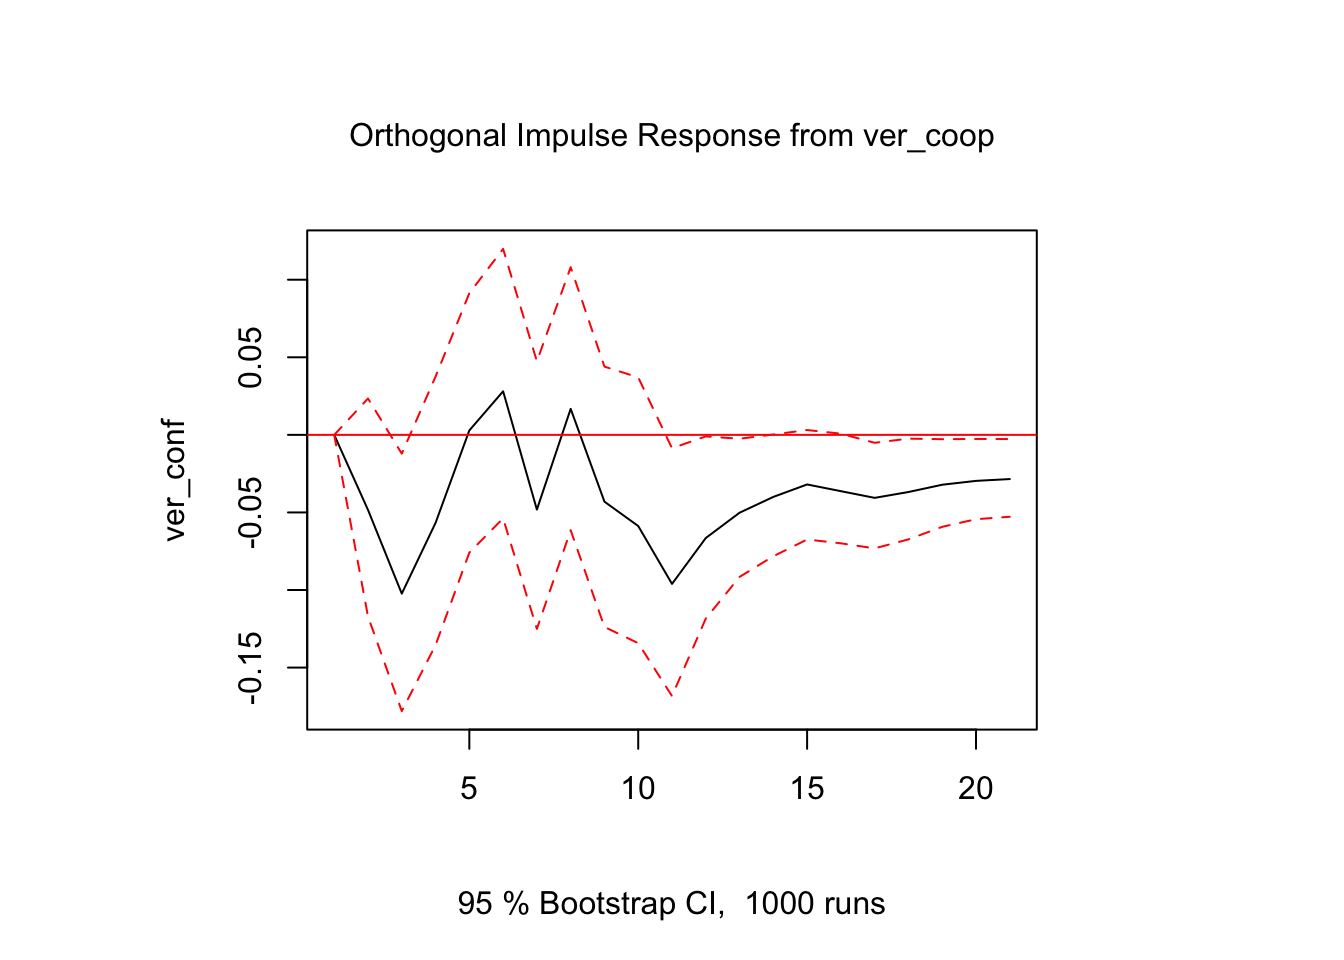 Orthogonal Impulse Response from ver_coop
ver_conf
0.05
-0.05
-0.15
5 10 15 20
95 % Bootstrap CI,  1000 runs